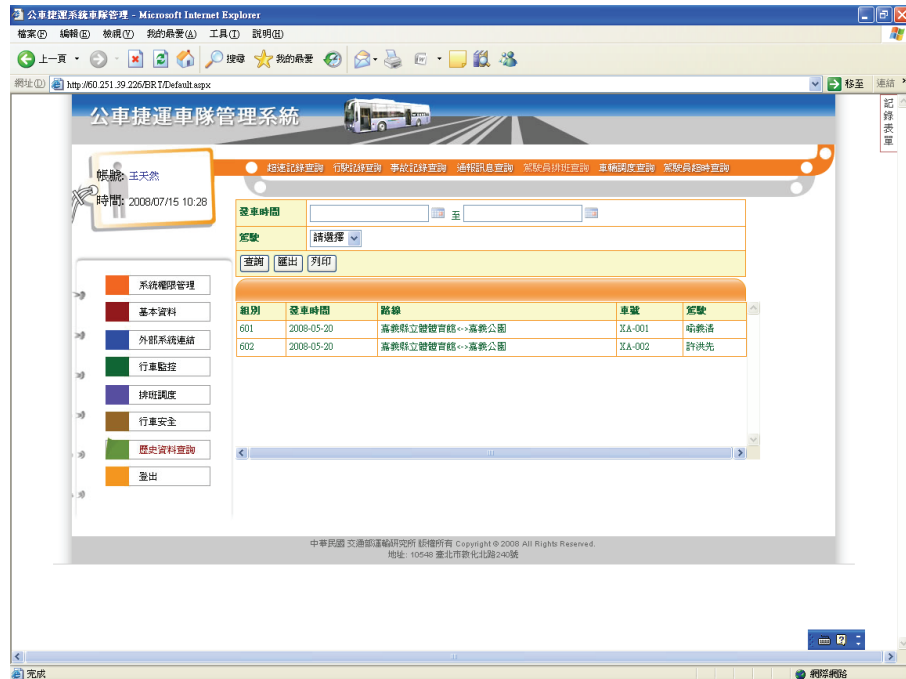 公車捷運系統車隊管理 - Microsoft Internet Explorer
檔案(F) 編輯(E) 檢視(V) 我的最愛(A) 工具(T) 說明(H)
上一頁 搜尋 我的最愛
網址(D) http://60.251.39.226/BRT/Default.aspx 移至 連結
記錄表單
公車捷運車隊管理系統
帳號: 王天然
時間: 2008/07/15 10:28
超速記錄查詢 行駛記錄查詢 事故記錄查詢 通報訊息查詢 駕駛員排班查詢 車輛調度查詢 駕駛員超時查詢
發車時間 至
駕駛 請選擇
查詢 匯出 列印
系統權限管理
基本資料
外部系統連結
行車監控
排班調度
行車安全
歷史資料查詢
登出
組別 發車時間 路線 車號 駕駛
601 2008-05-20 嘉義縣立體體育館<->嘉義公園 XA-001 喻義濤
602 2008-05-20 嘉義縣立體體育館<->嘉義公園 XA-002 許洪先
中華民國 交通部運輸研究所 版權所有 Copyright © 2008 All Rights Reserved.
地址: 10548 臺北市敦化北路240號
完成 網際網路